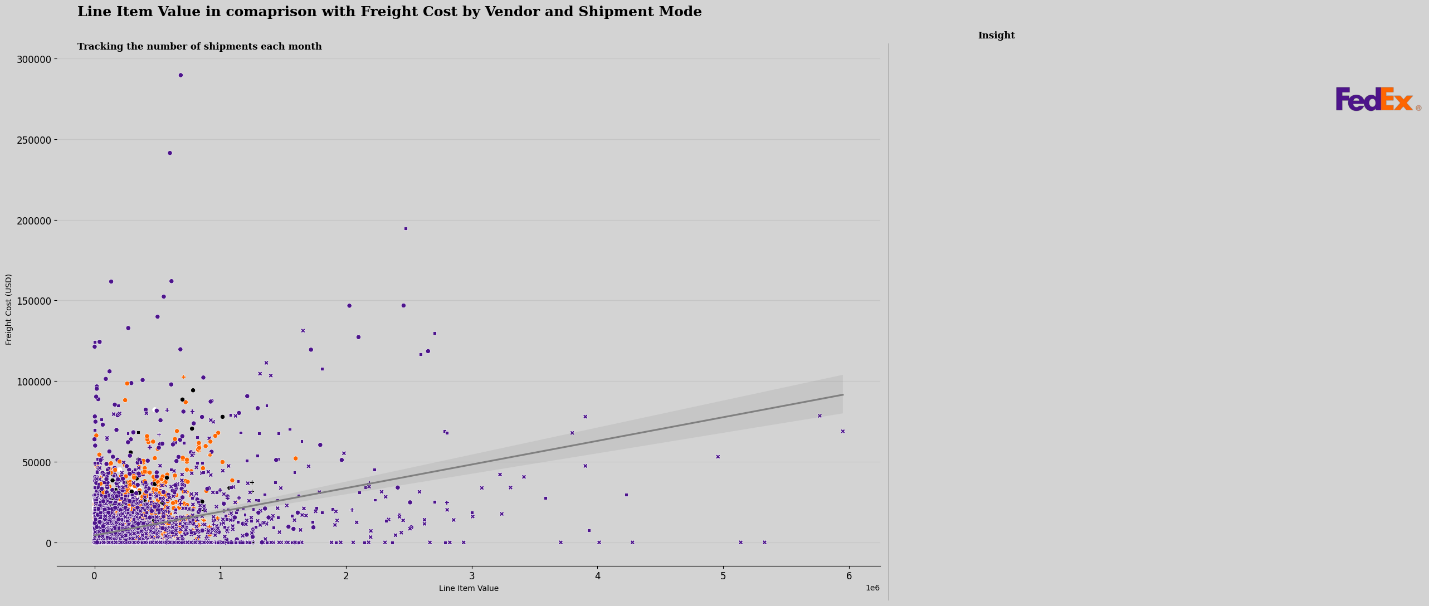 Line Item Value in comaprison with Freight Cost by Vendor and Shipment Mode
Tracking the number of shipments each month
Insight
FedEx®
Freight Cost (USD)
300000
250000
200000
150000
100000
50000
0
0 1 2 3 4 5 6
1e6
Line Item Value